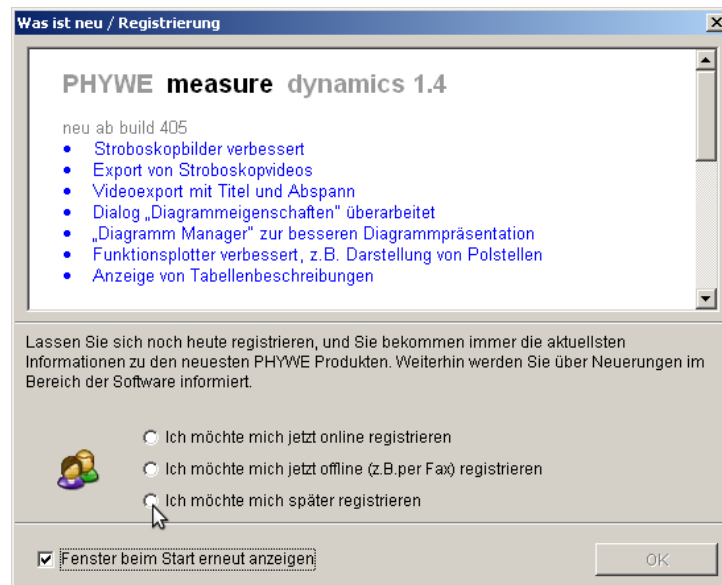 Was ist neu / Registrierung
PHYWE measure dynamics 1.4
neu ab build 405
• Stroboskopbilder verbessert
• Export von Stroboskopvideos
• Videoexport mit Titel und Abspann
• Dialog „Diagrammeigenschaften" überarbeitet
• „Diagramm Manager" zur besseren Diagrammpräsentation
• Funktionsplotter verbessert, z.B. Darstellung von Polstellen
• Anzeige von Tabellenbeschreibungen
Lassen Sie sich noch heute registrieren, und Sie bekommen immer die aktuellsten
Informationen zu den neuesten PHYWE Produkten. Weiterhin werden Sie über Neuerungen im
Bereich der Software informiert.
Ich möchte mich jetzt online registrieren
Ich möchte mich jetzt offline (z.B.per Fax) registrieren
Ich möchte mich später registrieren
Fenster beim Start erneut anzeigen
OK